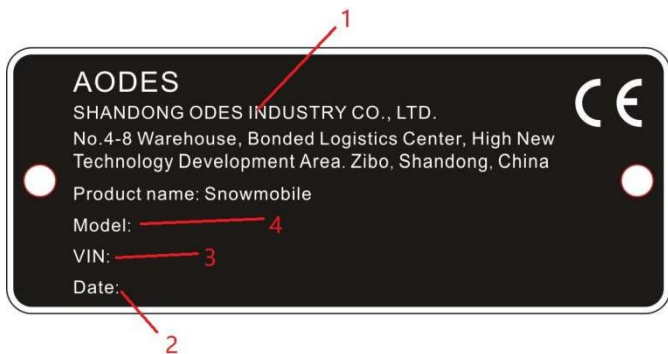 1
AODES
SHANDONG ODES INDUSTRY CO., LTD.
No.4-8 Warehouse, Bonded Logistics Center, High New
Technology Development Area. Zibo, Shandong, China
Product name: Snowmobile
Model: 4
VIN: 3
Date:
2
CE